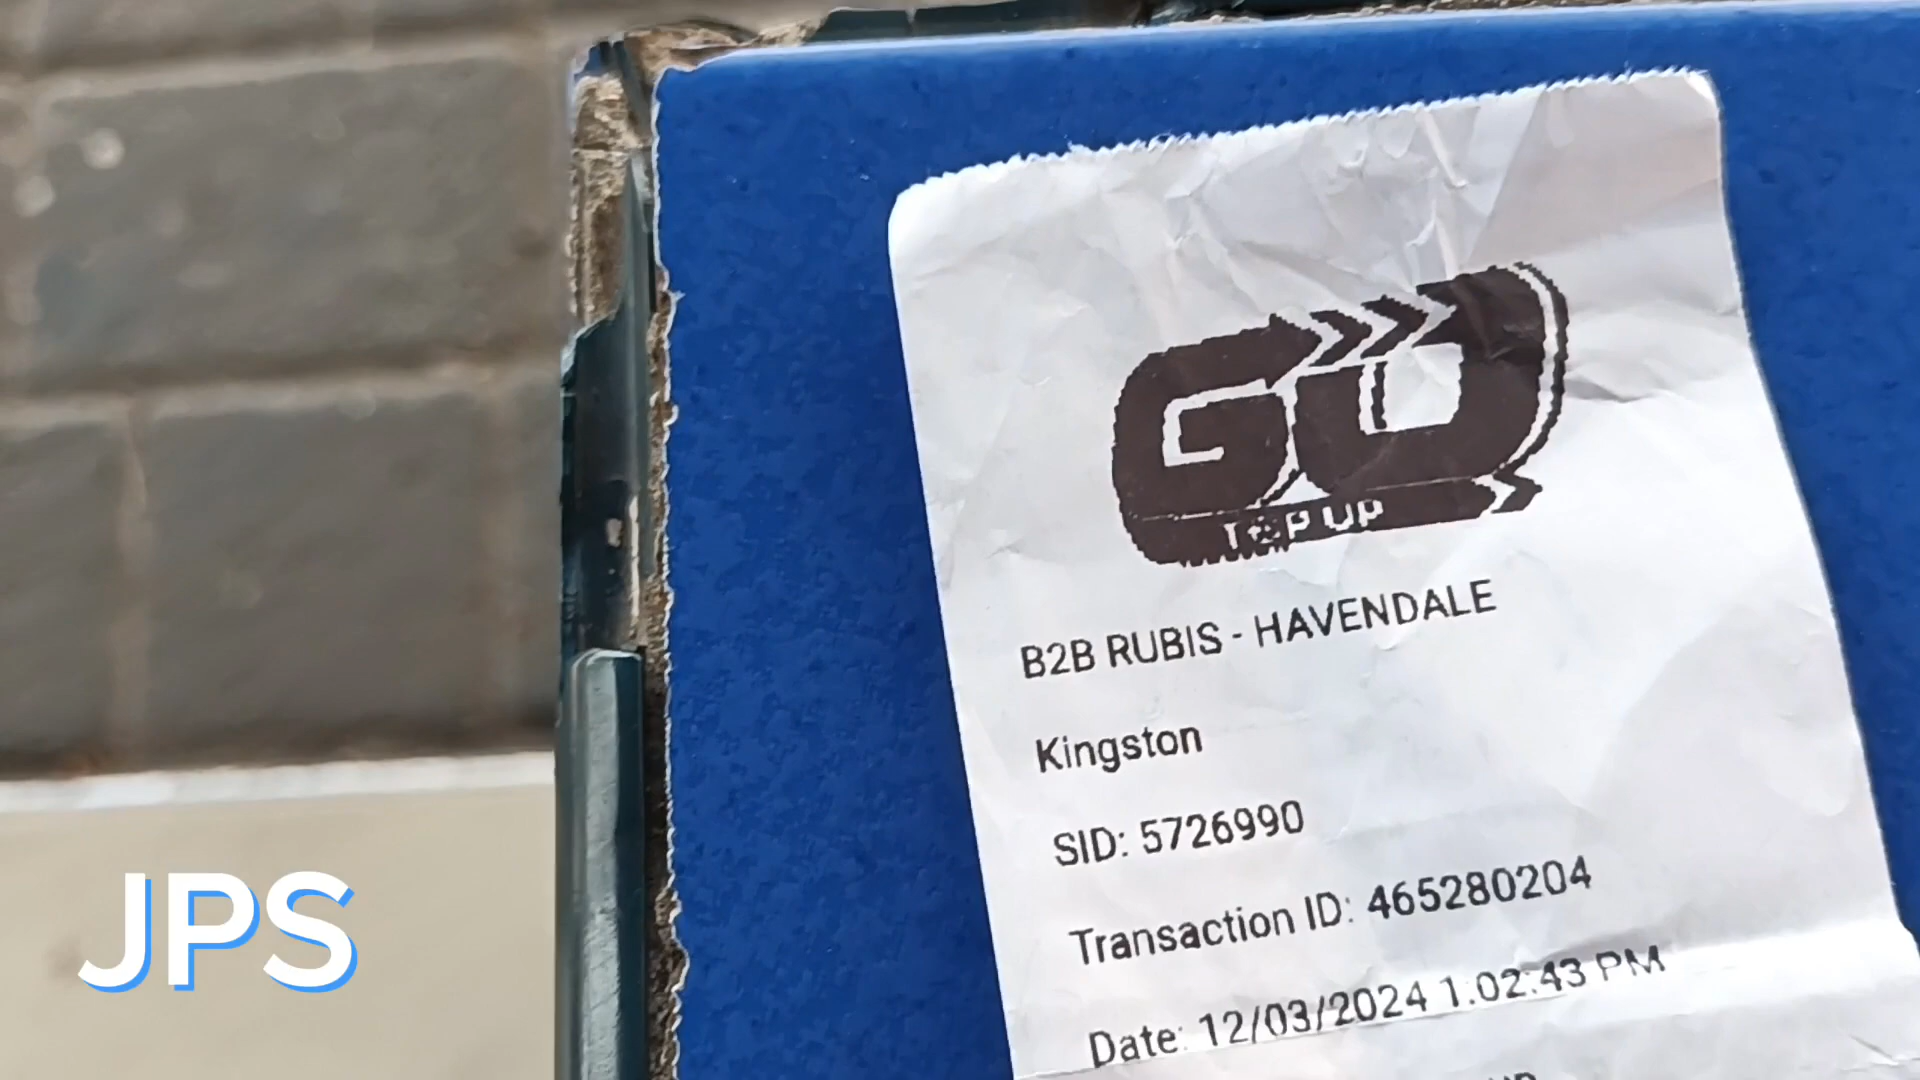 GO
TOP UP
B2B RUBIS - HAVENDALE
Kingston
SID: 5726990
Transaction ID: 465280204
Date: 12/03/2024 1:02:43 PM
JPS